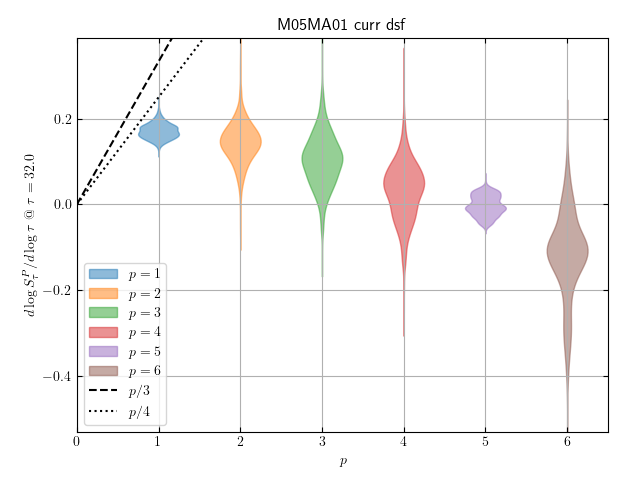 M05MA01 curr dsf
d log S_τ^P / d log τ @ τ = 32.0
0.2
0.0
−0.2
−0.4
p = 1
p = 2
p = 3
p = 4
p = 5
p = 6
p/3
p/4
0 1 2 3 4 5 6
p